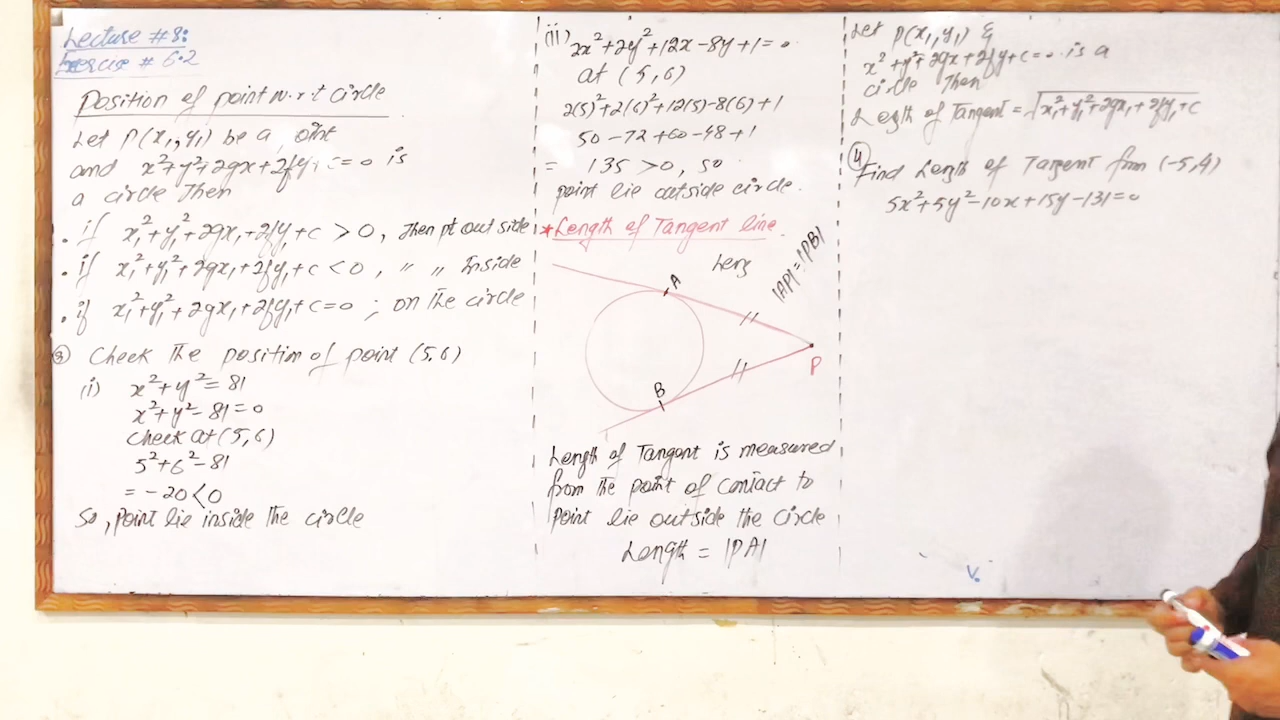 Lecture #8:
Exercise # 6.2
Position of point w.r.t circle
Let P(x₁,y₁) be a point
and x²+y²+2gx+2fy+c=0 is
a circle Then
. if x₁²+y₁²+2gx₁+2fy₁+c > 0, Then pt out side
. if x₁²+y₁²+2gx₁+2fy₁+c < 0, " " Inside
. if x₁²+y₁²+2gx₁+2fy₁+c=0 ; on The circle
③ Check The position of point (5,6)
(i) x²+y²=81
x²+y²-81=0
Check at (5,6)
5²+6²-81
= -20<0
So, point lie inside the circle
(ii) 2x²+2y²+12x-8y+1=0
at (5,6)
2(5)²+2(6)²+12(5)-8(6)+1
50-72+60-48+1
= 135 >0, so
point lie outside circle.
*Length of Tangent line.
Leng
|AP|=|PB|
A
P
B
Length of Tangent is measured
from the point of contact to
point lie outside the circle
Length = |PA|
Let P(x₁,y₁) &
x²+y²+2gx+2fy+c=0 is a
circle Then
Length of Tangent = √x₁²+y₁²+2gx₁+2fy₁+c
④
Find Length of Tangent from (-5,4)
5x²+5y²-10x+15y-131=0
V.